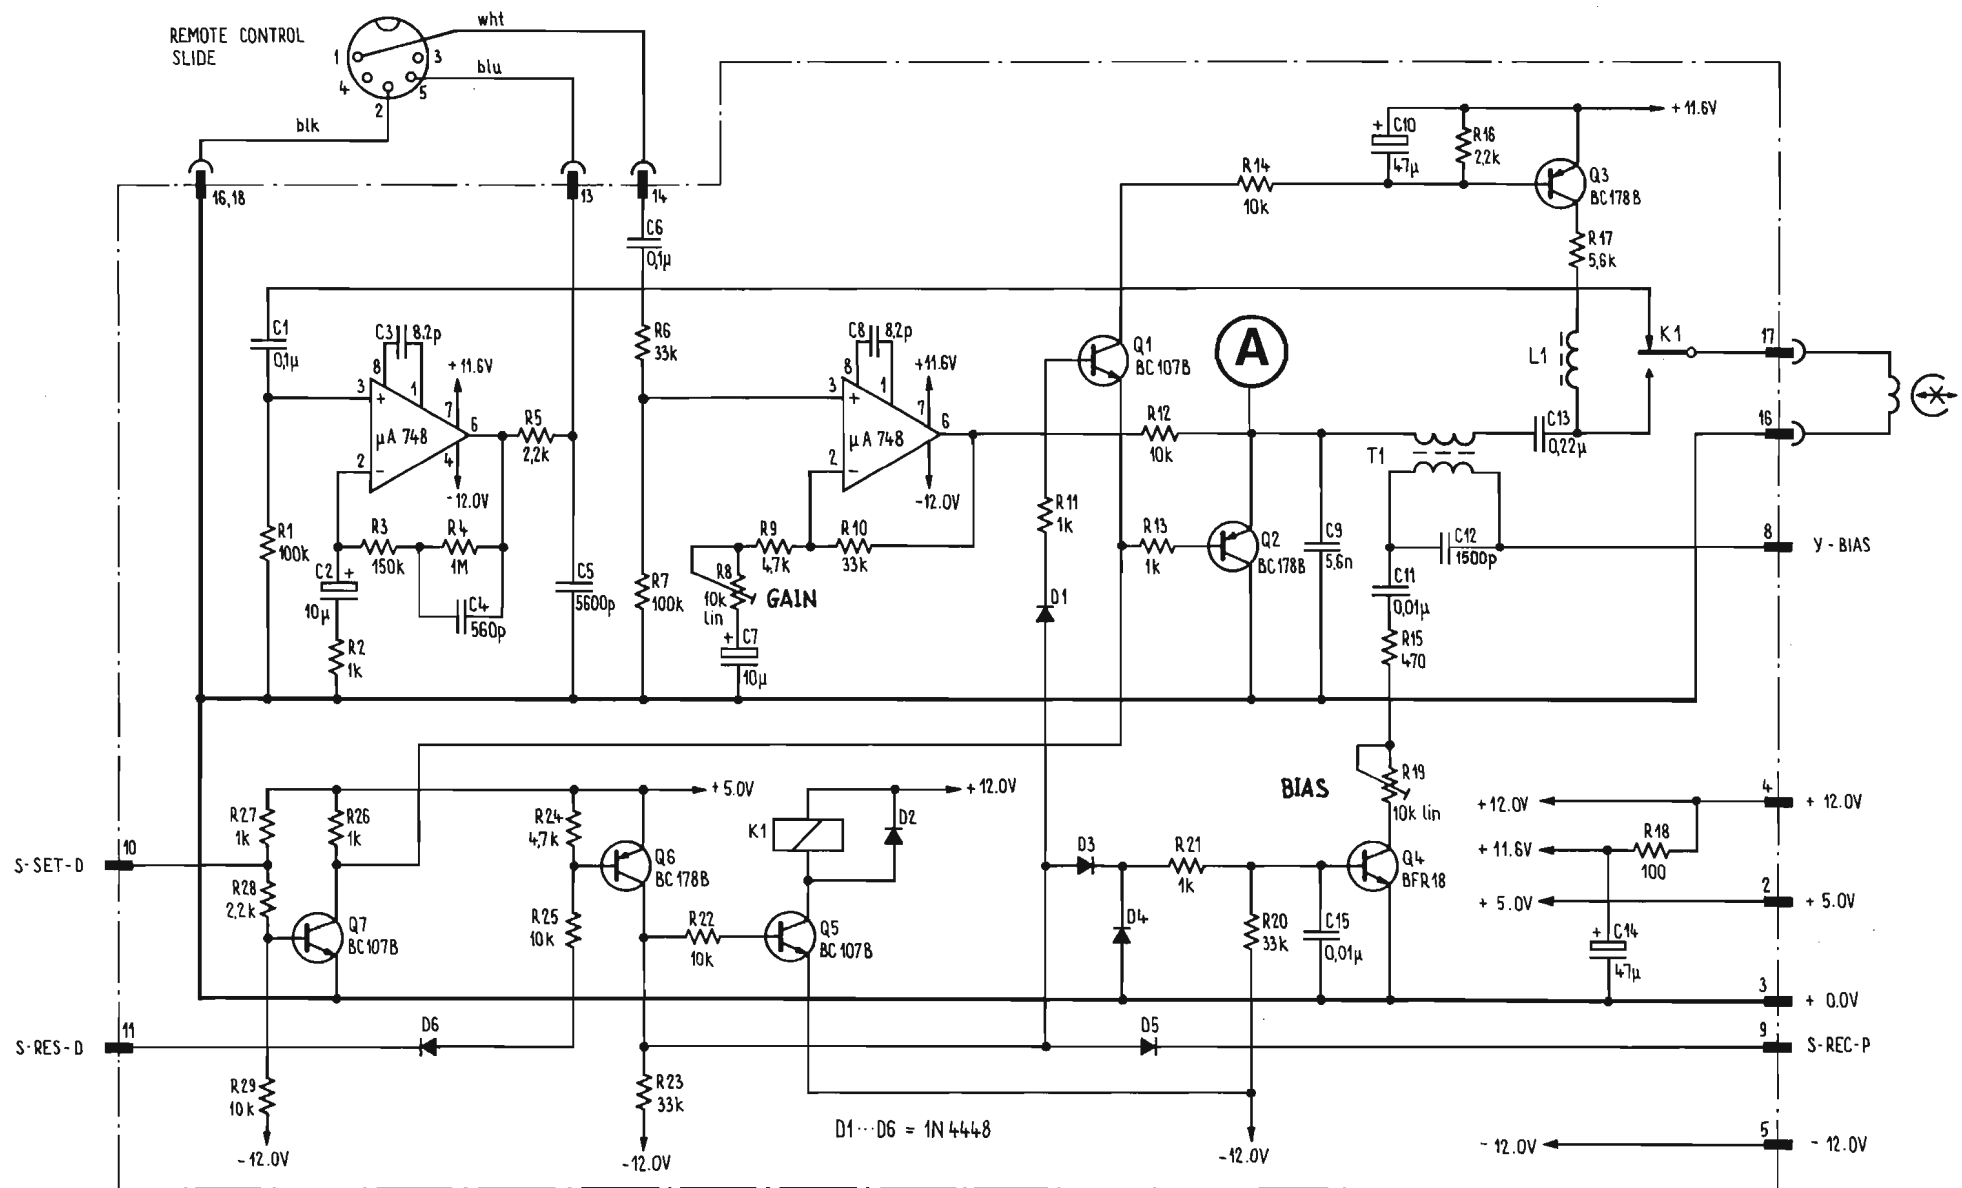 REMOTE CONTROL
SLIDE
1
3
4
5
2
wht
blu
blk
16,18
13
14
C6
0,1µ
C1
0,1µ
C3
8,2p
8
1
+11.6V
3
+
7
µA 748
6
2
-
4
-12.0V
R5
2,2k
R1
100k
R3
150k
R4
1M
C2
+
10µ
R2
1k
C4
560p
C5
5600p
R6
33k
C8
8,2p
8
1
+11.6V
3
+
7
µA 748
6
2
-
-12.0V
R9
4,7k
R10
33k
R8
10k
lin
GAIN
R7
100k
+
C7
10µ
R14
10k
+
C10
47µ
R16
2,2k
+ 11.6V
Q3
BC178B
R17
5,6k
Q1
BC107B
A
L1
K1
17
16
R12
10k
T1
C13
0,22µ
R11
1k
R13
1k
Q2
BC178B
C9
5,6n
C12
1500p
8
Y-BIAS
C11
0,01µ
R15
470
D1
BIAS
R19
10k lin
R27
1k
R26
1k
+ 5.0V
R24
4,7k
K1
D2
+ 12.0V
10
S-SET-D
R28
2,2k
Q7
BC107B
Q6
BC178B
R25
10k
R22
10k
Q5
BC107B
D3
R21
1k
Q4
BFR18
D4
R20
33k
C15
0,01µ
4
+12.0V
+ 12.0V
R18
100
+ 11.6V
2
+ 5.0V
+ 5.0V
+
C14
47µ
3
+ 0.0V
11
S-RES-D
D6
D5
9
S-REC-P
R29
10k
R23
33k
D1...D6 = 1N4448
-12.0V
-12.0V
-12.0V
5
- 12.0V
- 12.0V